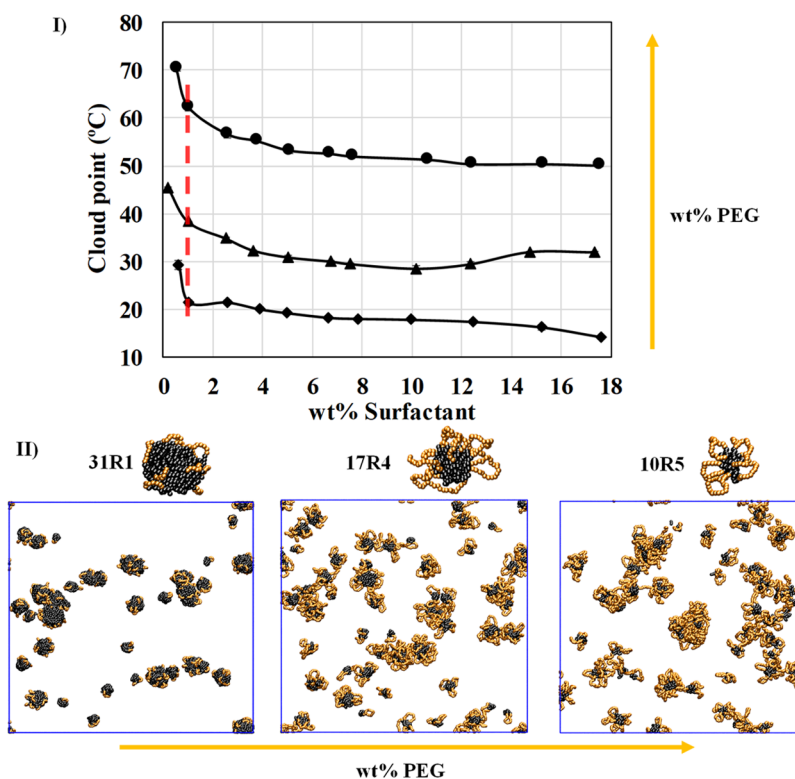 I)
80
70
60
50
40
30
20
10
Cloud point (ºC)
0 2 4 6 8 10 12 14 16 18
wt% Surfactant
wt% PEG
II)
31R1
17R4
10R5
wt% PEG